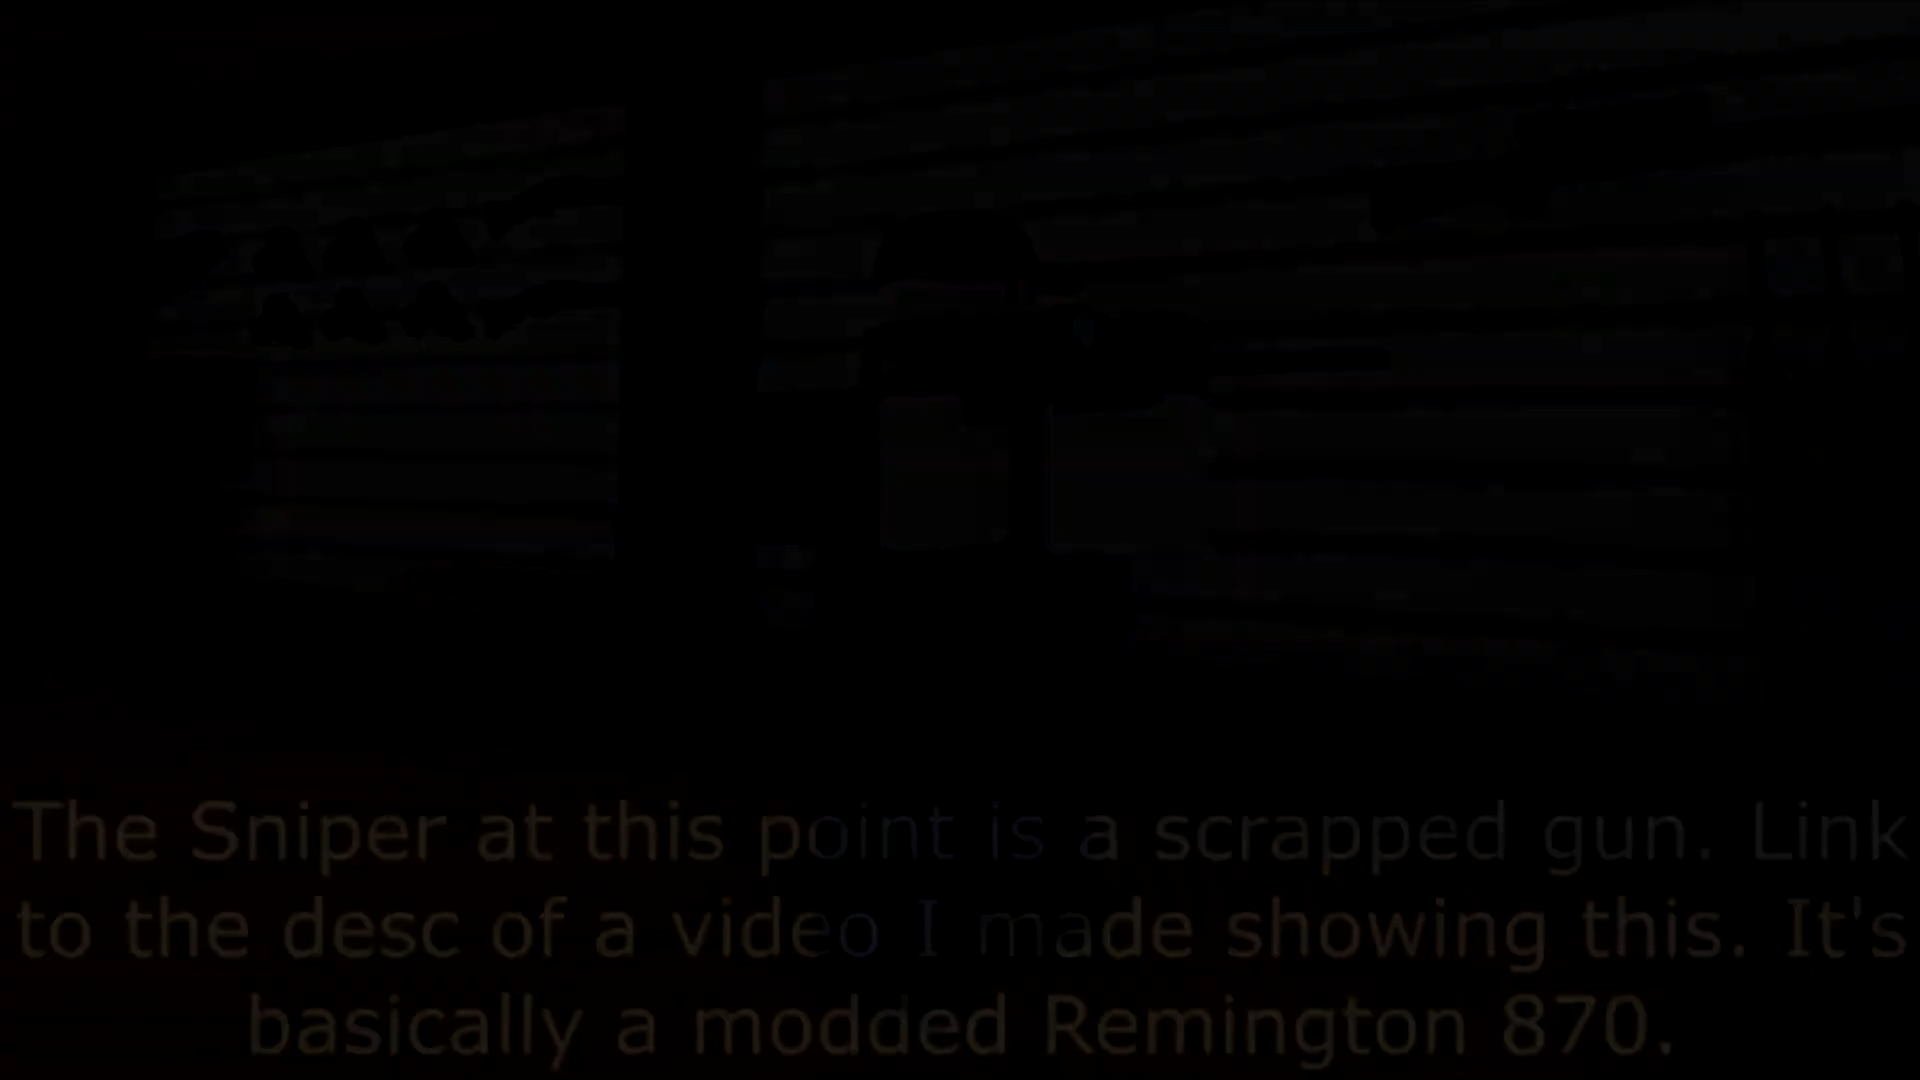 The Sniper at this point is a scrapped gun. Link
to the desc of a video I made showing this. It's
basically a modded Remington 870.